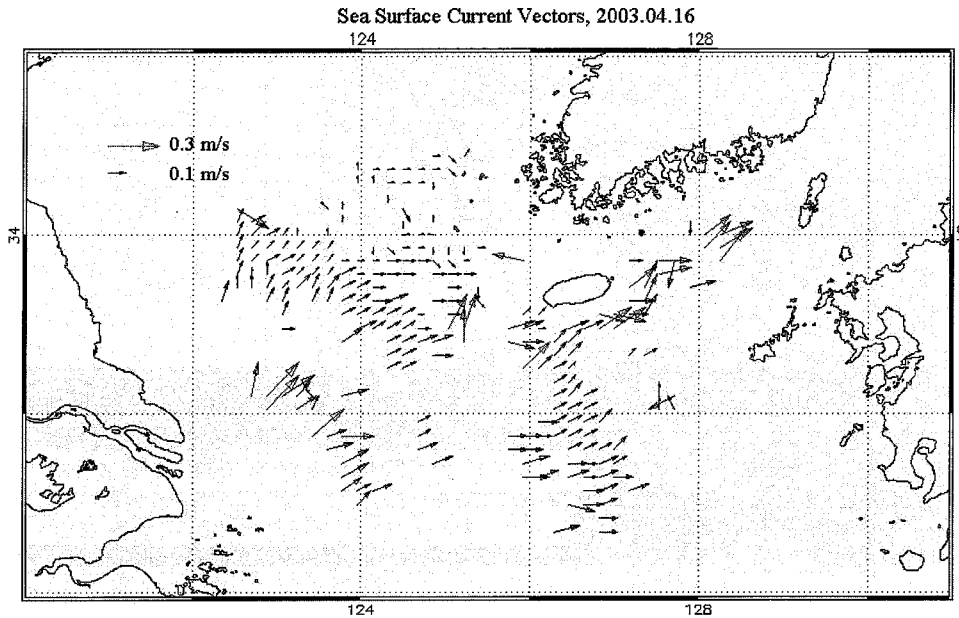 Sea Surface Current Vectors, 2003.04.16
124 128
0.3 m/s
0.1 m/s
34
124 128